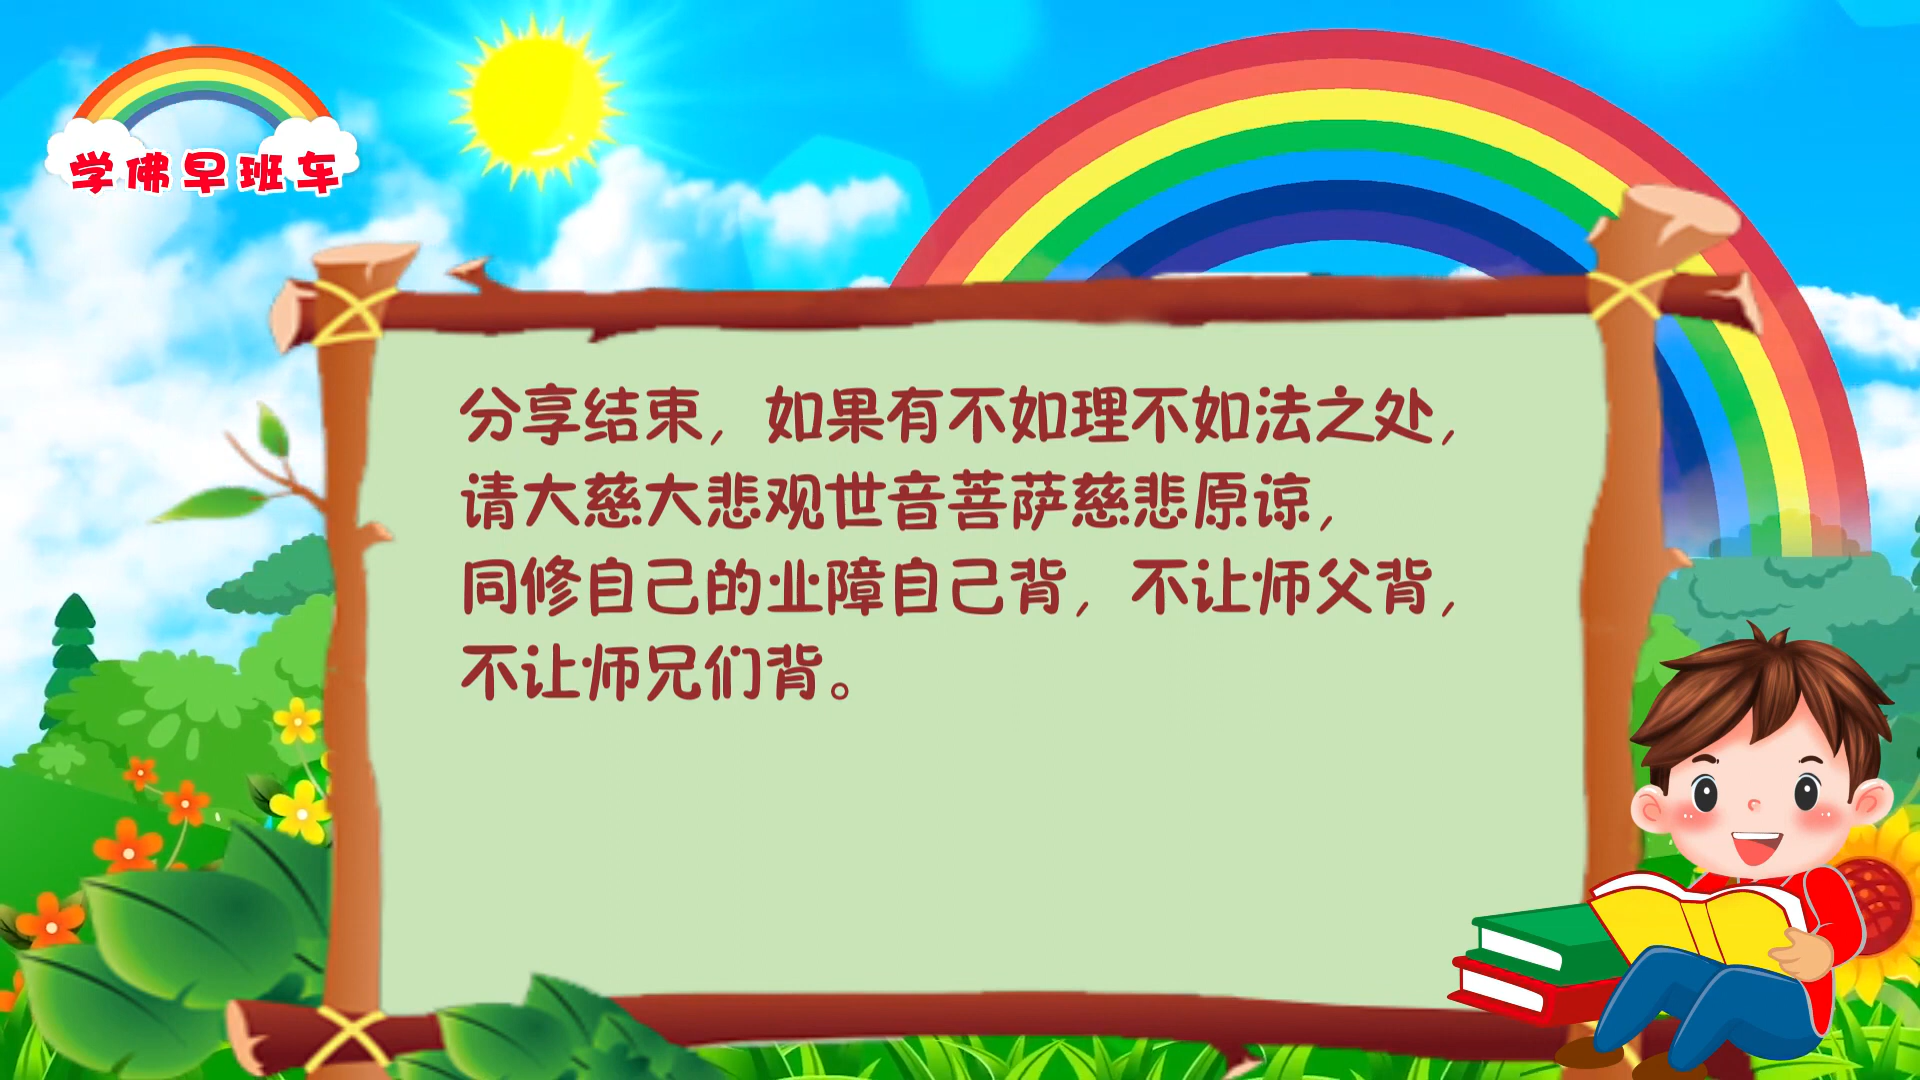 学佛早班车
分享结束，如果有不如理不如法之处，
请大慈大悲观世音菩萨慈悲原谅，
同修自己的业障自己背，不让师父背，
不让师兄们背。